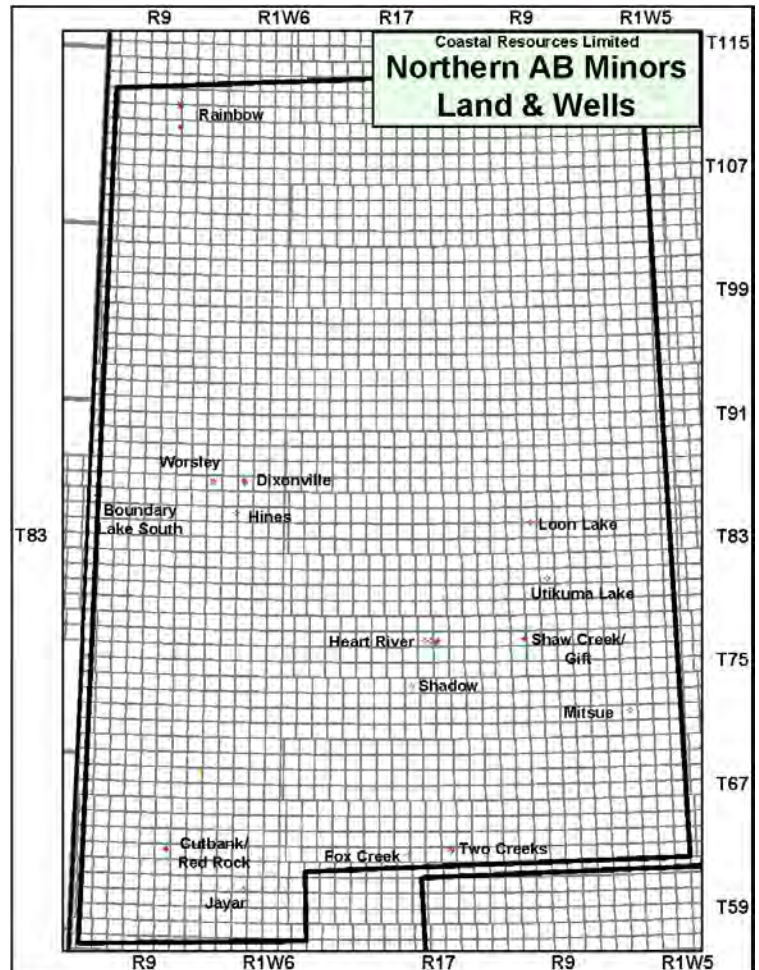 R9 R1W6 R17 R9 R1W5
Coastal Resources Limited
Northern AB Minors
Land & Wells
T115
Rainbow
T107
T99
T91
Worsley
Dixonville
Boundary
Lake South
Hines
Loon Lake
T83
T83
Utikuma Lake
Heart River
Shaw Creek/
Gift
T75
Shadow
Mitsue
T67
Cutbank/
Red Rock
Fox Creek
Two Creeks
Jayar
T59
R9 R1W6 R17 R9 R1W5